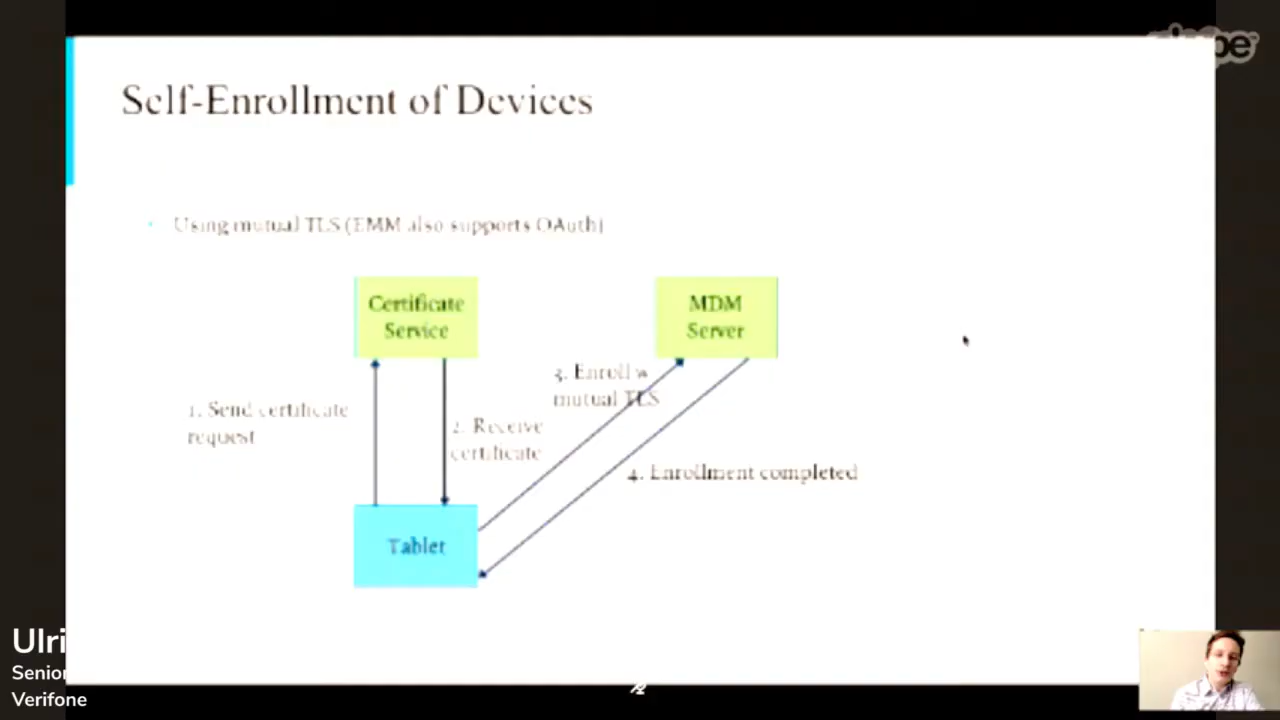 Self-Enrollment of Devices
• Using mutual TLS (EMM also supports OAuth)
Certificate
Service
MDM
Server
3. Enroll w
mutual TLS
1. Send certificate
request
2. Receive
certificate
4. Enrollment completed
Tablet
Ulri
Senior
Verifone